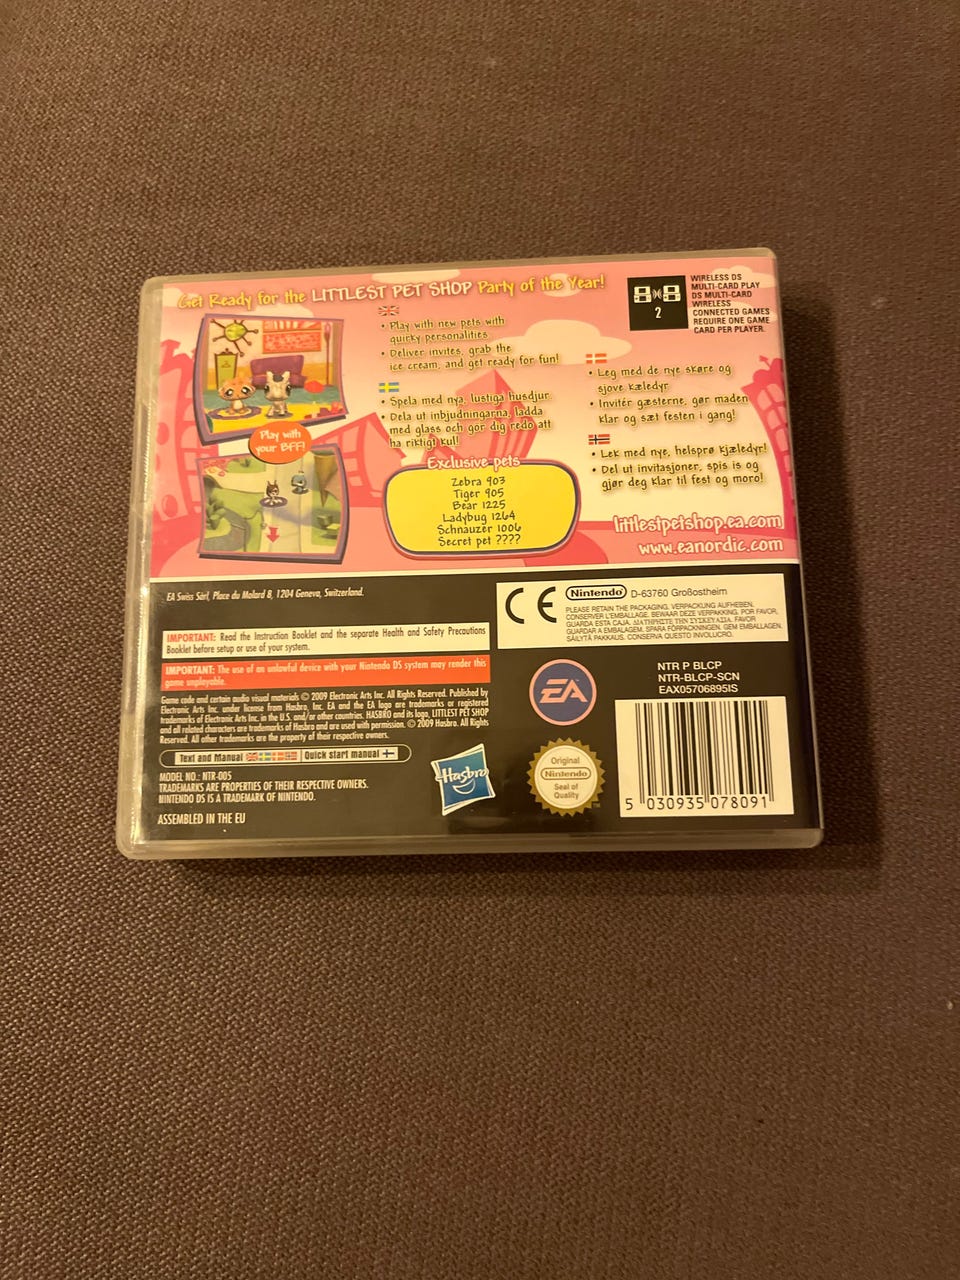 Get Ready for the LITTLEST PET SHOP Party of the Year!
• Play with new pets with
quirky personalities
• Deliver invites, grab the
ice cream, and get ready for fun!
• Spela med nya, lustiga husdjur
• Dela ut inbjudningarna, ladda
med glass och gör dig redo att
ha riktigt kul!
Play with
your BFF!
Exclusive pets
Zebra 903
Tiger 905
Bear 1225
Ladybug 1264
Schnauzer 1006
Secret pet ????
2
WIRELESS DS
MULTI-CARD PLAY
DS MULTI-CARD
WIRELESS
CONNECTED GAMES
REQUIRE ONE GAME
CARD PER PLAYER.
• Leg med de nye skøre og
sjove kæledyr
• Invitér gæsterne, gør maden
klar og sæt festen i gang!
• Lek med nye, helsprø kjæledyr!
• Del ut invitasjoner, spis is og
gjør deg klar til fest og moro!
littlestpetshop.ea.com
www.eanordic.com
EA Swiss Sàrl, Place du Molard 8, 1204 Geneva, Switzerland.
IMPORTANT: Read the Instruction Booklet and the separate Health and Safety Precautions
Booklet before setup or use of your system.
IMPORTANT: The use of an unlawful device with your Nintendo DS system may render this
game unplayable.
Game code and certain audio visual materials © 2009 Electronic Arts Inc. All Rights Reserved. Published by
Electronic Arts Inc. under license from Hasbro, Inc. EA and the EA logo are trademarks or registered
trademarks of Electronic Arts Inc. in the U.S. and/or other countries. HASBRO and its logo, LITTLEST PET SHOP
and all related characters are trademarks of Hasbro and are used with permission. © 2009 Hasbro. All Rights
Reserved. All other trademarks are the property of their respective owners.
Text and Manual
Quick start manual
MODEL NO.: NTR-005
TRADEMARKS ARE PROPERTIES OF THEIR RESPECTIVE OWNERS.
NINTENDO DS IS A TRADEMARK OF NINTENDO.
ASSEMBLED IN THE EU
CE
Nintendo D-63760 Großostheim
PLEASE RETAIN THE PACKAGING. VERPACKUNG AUFHEBEN.
CONSERVER L'EMBALLAGE. BEWAAR DEZE VERPAKKING. POR FAVOR,
GUARDA ESTA CAJA. ΔΙΑΤΗΡΗΣΤΕ ΤΗΝ ΣΥΣΚΕΥΑΣΙΑ. FAVOR
GUARDAR A EMBALAGEM. SPARA FÖRPACKNINGEN. GEM EMBALLAGEN.
SÄILYTÄ PAKKAUS. CONSERVA QUESTO INVOLUCRO.
EA
NTR P BLCP
NTR-BLCP-SCN
EAX05706895IS
Hasbro
Original
Nintendo
Seal of
Quality
5 030935 078091